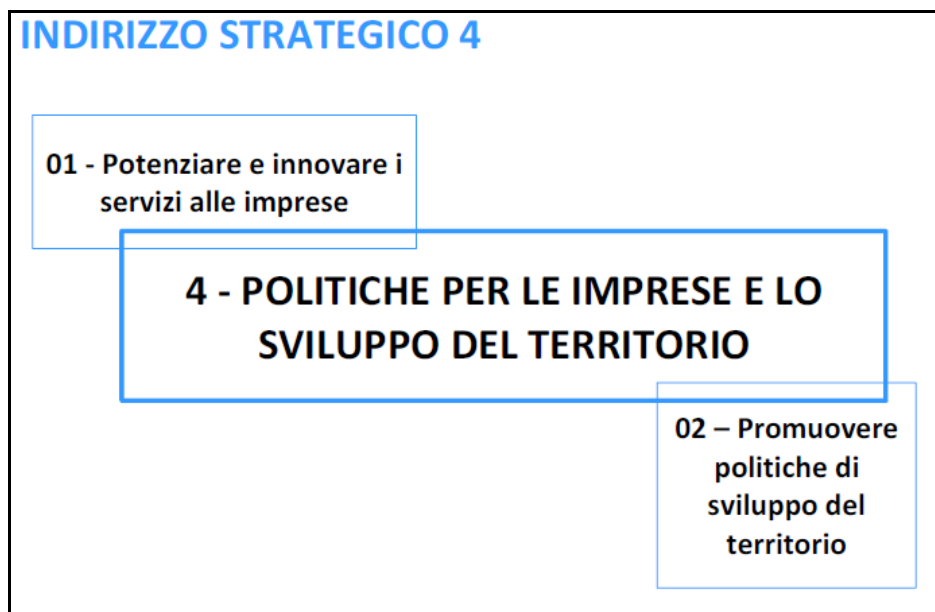 INDIRIZZO STRATEGICO 4
01 - Potenziare e innovare i
servizi alle imprese
4 - POLITICHE PER LE IMPRESE E LO
SVILUPPO DEL TERRITORIO
02 – Promuovere
politiche di
sviluppo del
territorio